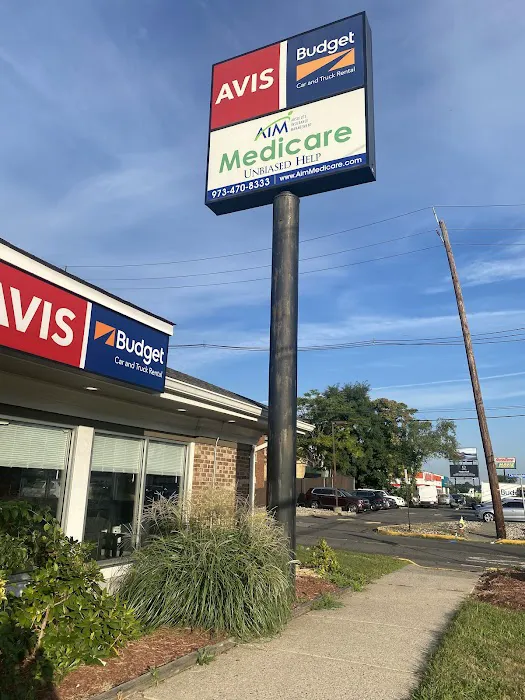 AVIS
Budget
Car and Truck Rental
AIM
Medicare
UNBIASED HELP
973-470-8333 | www.AimMedicare.com
AVIS
Budget
Car and Truck Rental